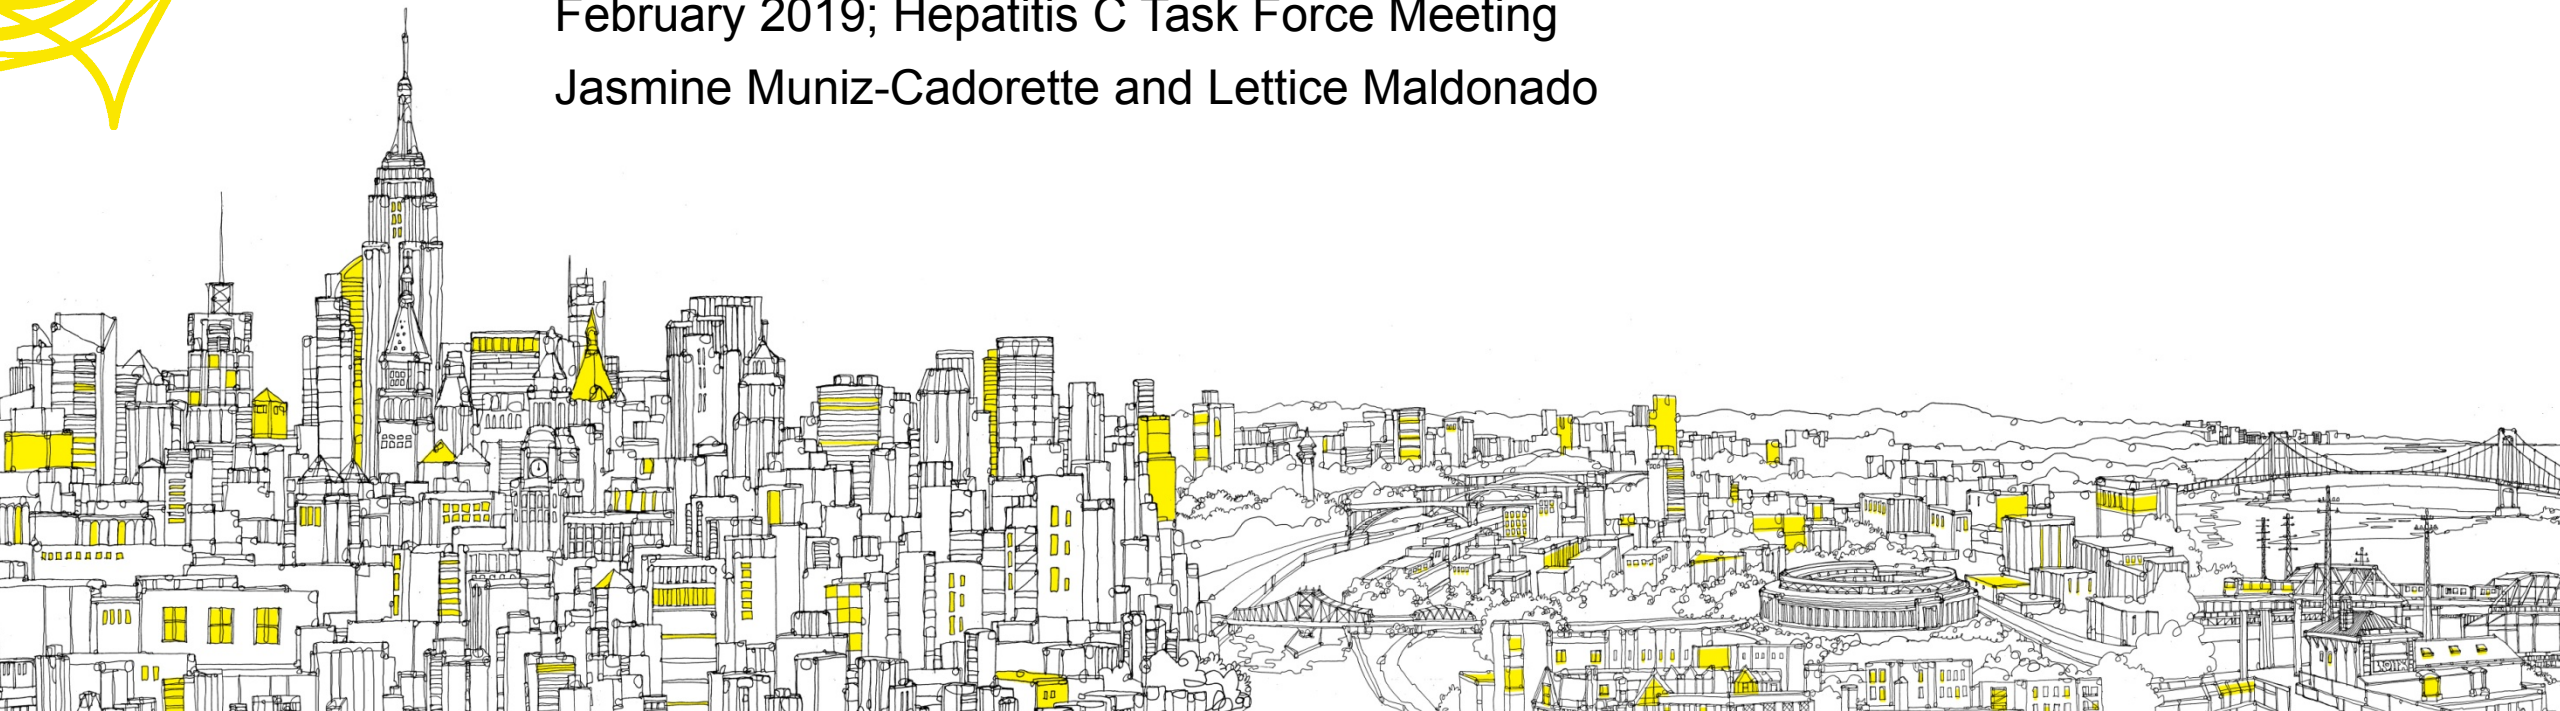 February 2019; Hepatitis C Task Force Meeting
Jasmine Muniz-Cadorette and Lettice Maldonado